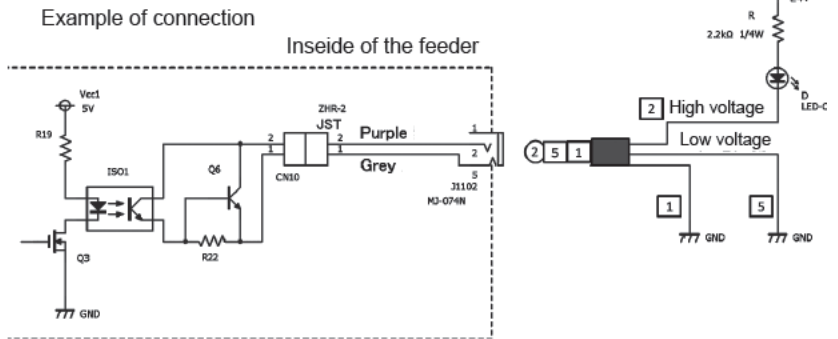 Example of connection
Inseide of the feeder
R
2.2kΩ 1/4W
D
2 High voltage
Low voltage
Vcc1
5V
R19
ISO1
Q6
ZHR-2
JST
2
1
CN10
2
1
Purple
Grey
1
2
5
J1102
MJ-074N
2 5 1
1
5
GND
GND
R22
Q3
GND